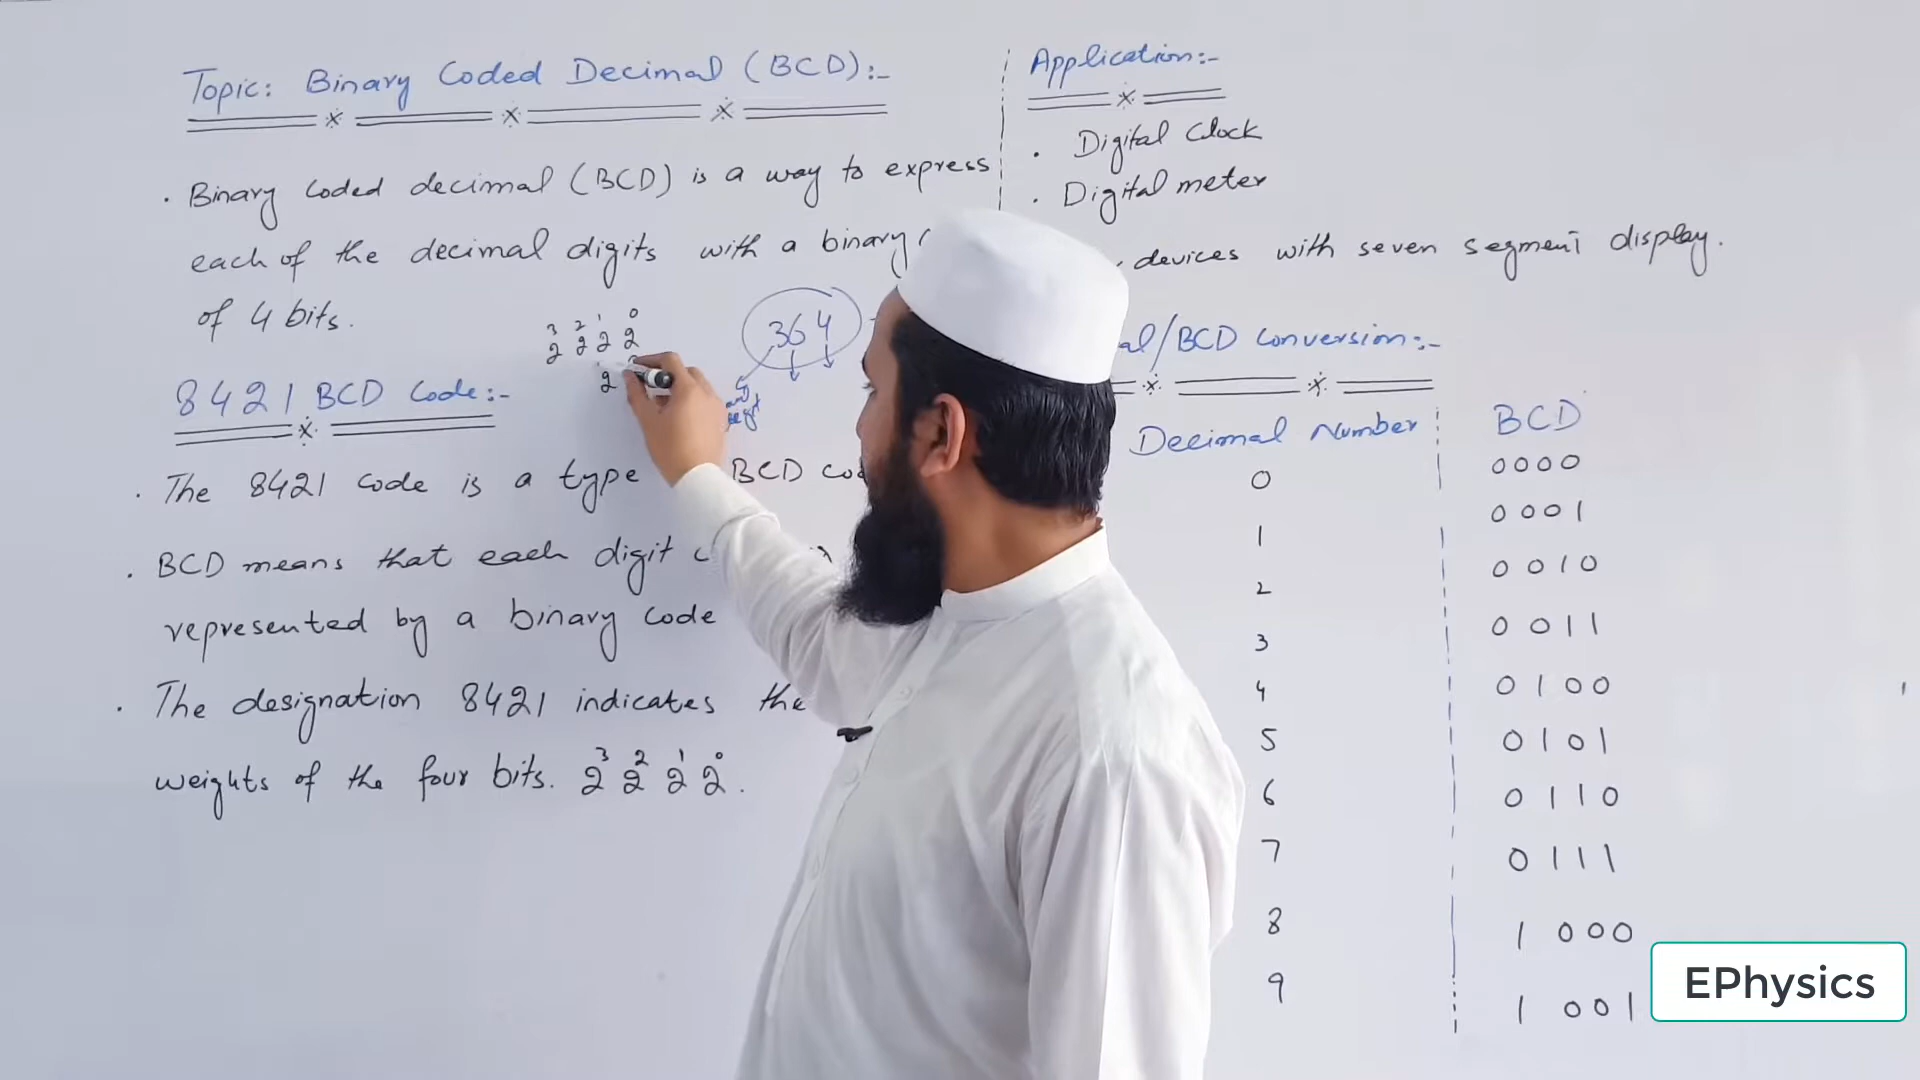 Topic: Binary Coded Decimal (BCD):-
• Binary Coded decimal (BCD) is a way to express
each of the decimal digits with a binary
of 4 bits.
2³ 2² 2¹ 2⁰
2
364
8421 BCD Code:-
• The 8421 code is a type BCD
• BCD means that each digit
represented by a binary code
• The designation 8421 indicates the
weights of the four bits. 2³ 2² 2¹ 2⁰.
Application:-
• Digital Clock
• Digital meter
devices with seven segment display.
/BCD conversion:-
Decimal Number BCD
0 0000
1 0001
2 0010
3 0011
4 0100
5 0101
6 0110
7 0111
8 1000
9 1001
EPhysics